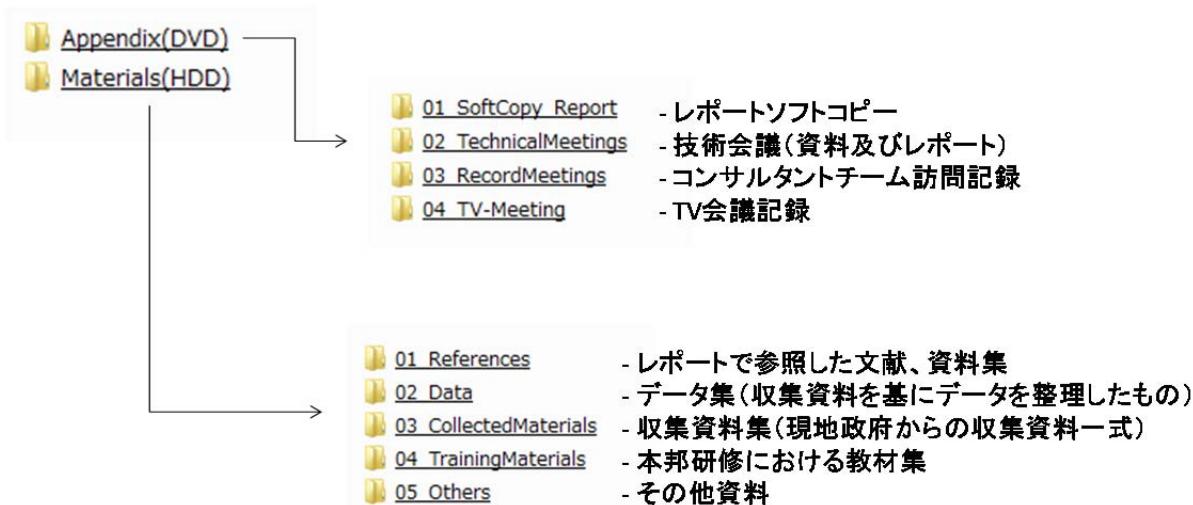 Appendix(DVD)
Materials(HDD)
01_SoftCopy_Report - レポートソフトコピー
02_TechnicalMeetings - 技術会議(資料及びレポート)
03_RecordMeetings - コンサルタントチーム訪問記録
04_TV-Meeting - TV会議記録
01_References - レポートで参照した文献、資料集
02_Data - データ集(収集資料を基にデータを整理したもの)
03_CollectedMaterials - 収集資料集(現地政府からの収集資料一式)
04_TrainingMaterials - 本邦研修における教材集
05_Others - その他資料